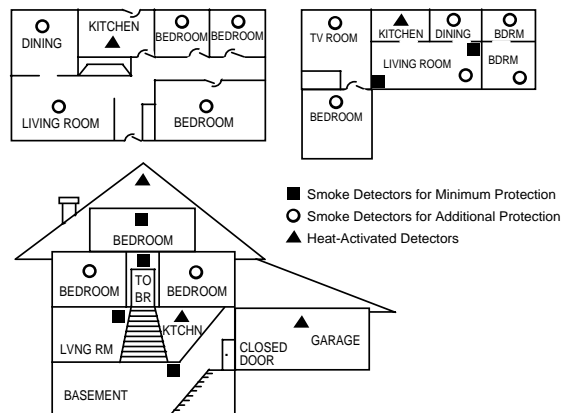 DINING
KITCHEN
BEDROOM
BEDROOM
LIVING ROOM
BEDROOM
TV ROOM
KITCHEN
DINING
BDRM
LIVING ROOM
BDRM
BEDROOM
Smoke Detectors for Minimum Protection
Smoke Detectors for Additional Protection
Heat-Activated Detectors
BEDROOM
BEDROOM
TO
BR
BEDROOM
LVNG RM
KTCHN
CLOSED
DOOR
GARAGE
BASEMENT